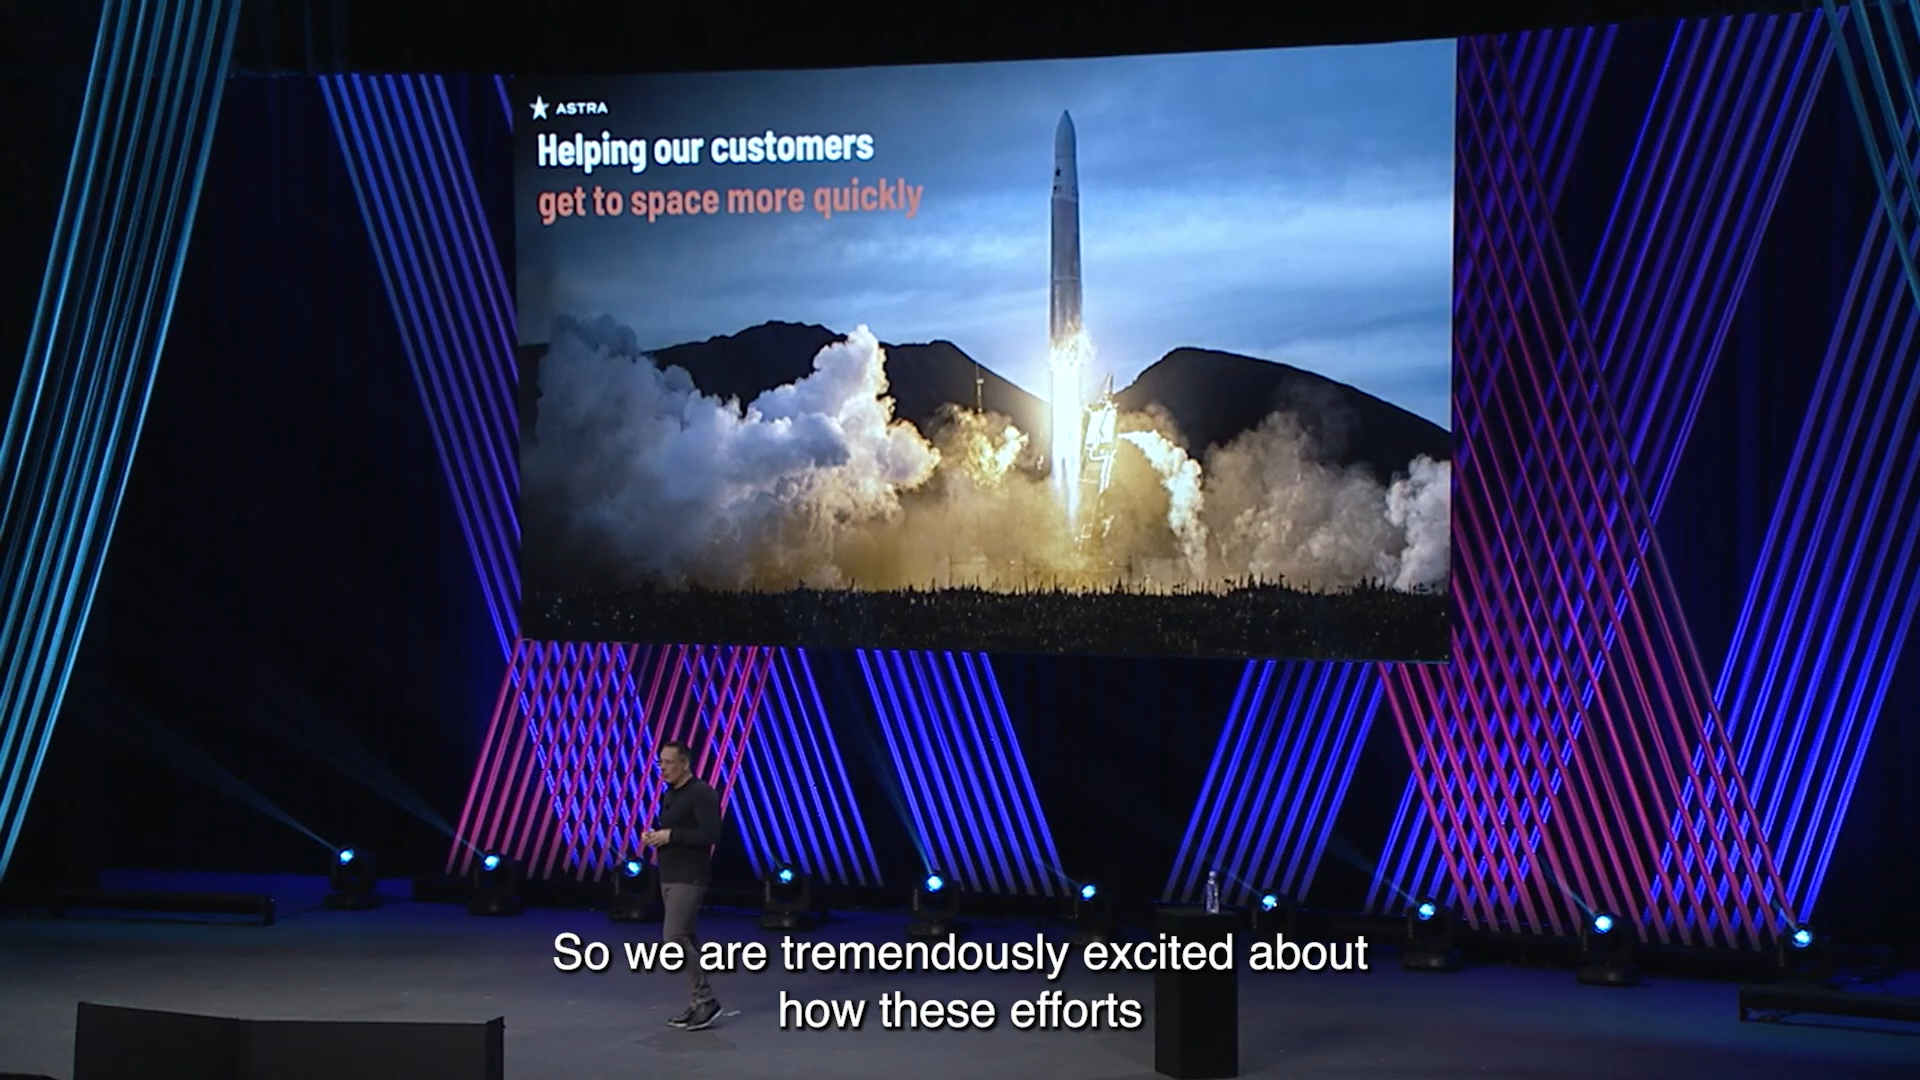 ASTRA
Helping our customers
get to space more quickly
So we are tremendously excited about
how these efforts